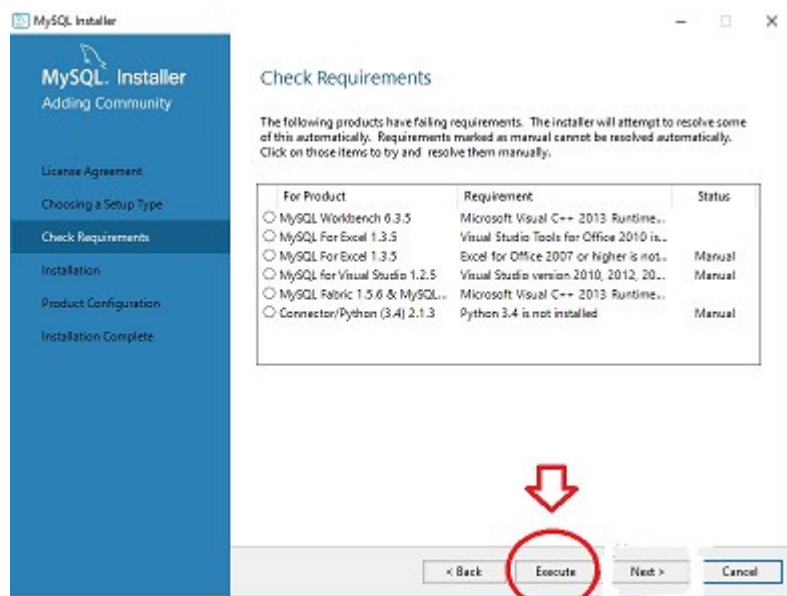 MySQL Installer
MySQL. Installer
Adding Community
License Agreement
Choosing a Setup Type
Check Requirements
Installation
Product Configuration
Installation Complete
Check Requirements
The following products have failing requirements. The installer will attempt to resolve some
of this automatically. Requirements marked as manual cannot be resolved automatically.
Click on those items to try and resolve them manually.
For Product Requirement Status
MySQL Workbench 6.3.5 Microsoft Visual C++ 2013 Runtime...
MySQL For Excel 1.3.5 Visual Studio Tools for Office 2010 is...
MySQL For Excel 1.3.5 Excel for Office 2007 or higher is not... Manual
MySQL for Visual Studio 1.2.5 Visual Studio version 2010, 2012, 20... Manual
MySQL Fabric 1.5.6 & MySQL... Microsoft Visual C++ 2013 Runtime...
Connector/Python (3.4) 2.1.3 Python 3.4 is not installed Manual
< Back Execute Next > Cancel